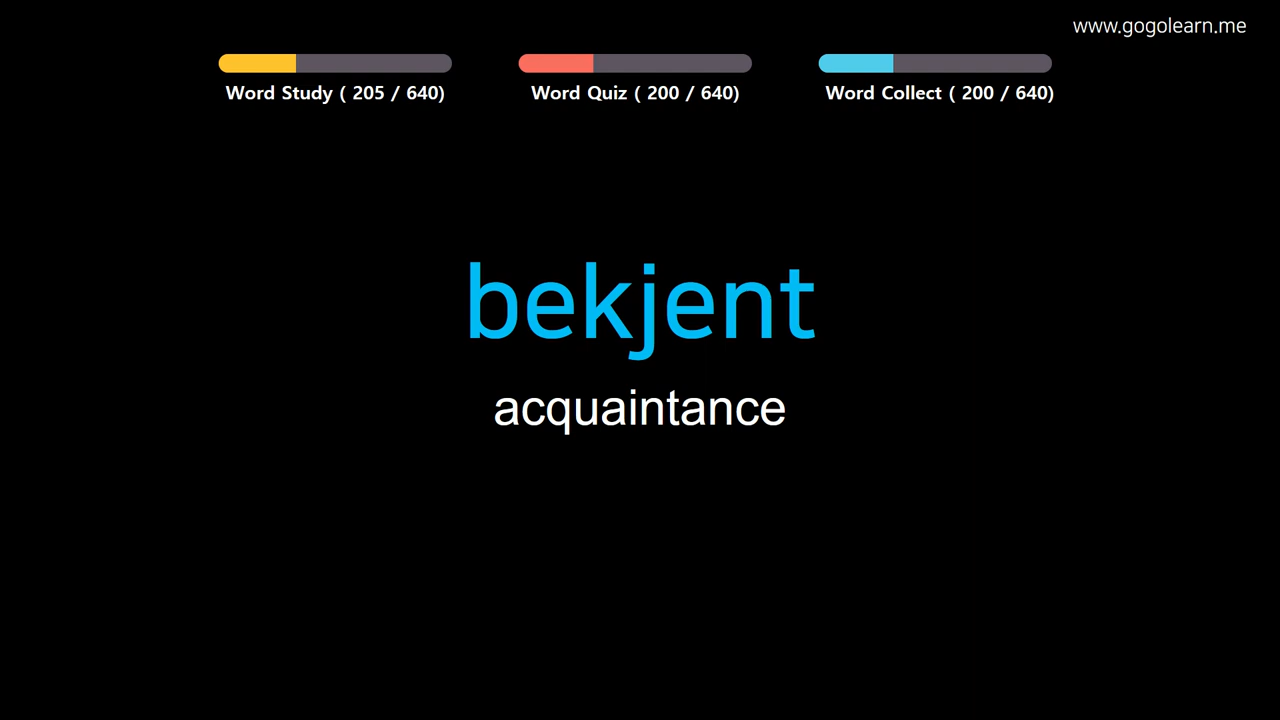 www.gogolearn.me
Word Study ( 205 / 640)
Word Quiz ( 200 / 640)
Word Collect ( 200 / 640)
bekjent
acquaintance